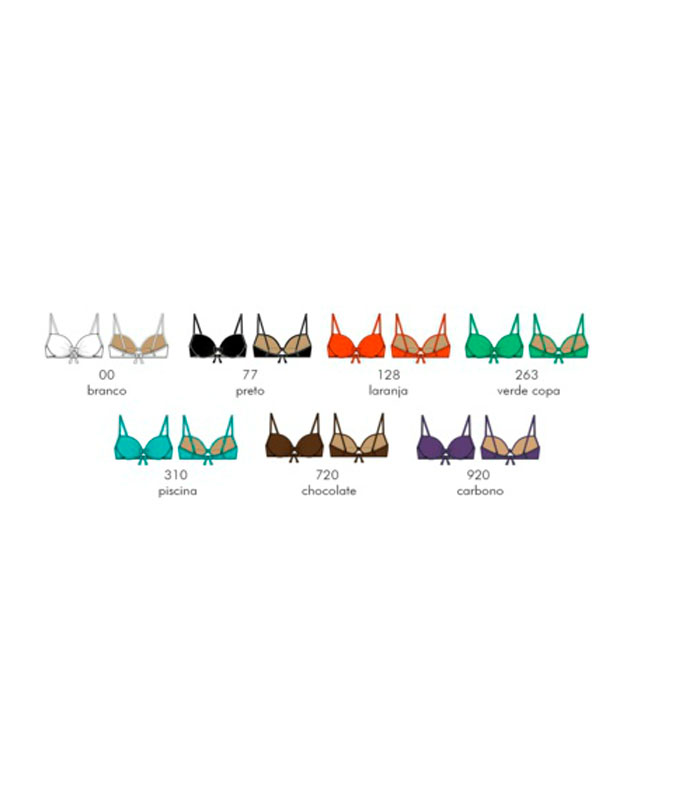 00
branco
77
preto
128
laranja
263
verde copa
310
piscina
720
chocolate
920
carbono